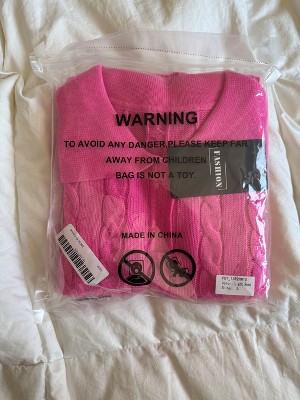 WARNING
TO AVOID ANY DANGER,PLEASE KEEP FAR
AWAY FROM CHILDREN
BAG IS NOT A TOY.
FASHION
MADE IN CHINA